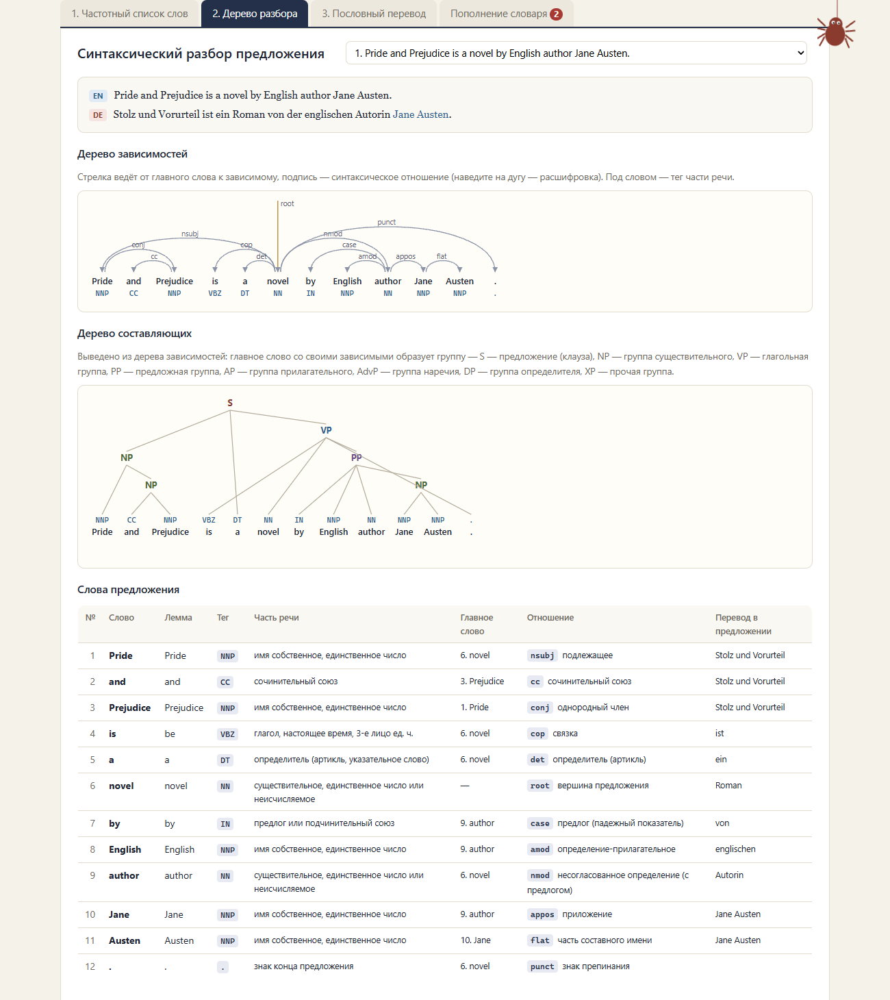 1. Частотный список слов
2. Дерево разбора
3. Пословный перевод
Пополнение словаря 2
Синтаксический разбор предложения
1. Pride and Prejudice is a novel by English author Jane Austen.
EN Pride and Prejudice is a novel by English author Jane Austen.
DE Stolz und Vorurteil ist ein Roman von der englischen Autorin Jane Austen.
Дерево зависимостей
Стрелка ведёт от главного слова к зависимому, подпись — синтаксическое отношение (наведите на дугу — расшифровка). Под словом — тег части речи.
root
punct
nsubj nmod
conj cop case
cc det amod appos flat
Pride and Prejudice is a novel by English author Jane Austen .
NNP CC NNP VBZ DT NN IN NNP NN NNP NNP .
Дерево составляющих
Выведено из дерева зависимостей: главное слово со своими зависимыми образует группу — S — предложение (клауза), NP — группа существительного, VP — глагольная
группа, PP — предложная группа, AP — группа прилагательного, AdvP — группа наречия, DP — группа определителя, XP — прочая группа.
S
VP
NP PP
NP NP
NNP CC NNP VBZ DT NN IN NNP NN NNP NNP .
Pride and Prejudice is a novel by English author Jane Austen .
Слова предложения
№ Слово Лемма Тег Часть речи Главное слово Отношение Перевод в предложении
1 Pride Pride NNP имя собственное, единственное число 6. novel nsubj подлежащее Stolz und Vorurteil
2 and and CC сочинительный союз 3. Prejudice cc сочинительный союз Stolz und Vorurteil
3 Prejudice Prejudice NNP имя собственное, единственное число 1. Pride conj однородный член Stolz und Vorurteil
4 is be VBZ глагол, настоящее время, 3-е лицо ед. ч. 6. novel cop связка ist
5 a a DT определитель (артикль, указательное слово) 6. novel det определитель (артикль) ein
6 novel novel NN существительное, единственное число или неисчисляемое — root вершина предложения Roman
7 by by IN предлог или подчинительный союз 9. author case предлог (падежный показатель) von
8 English English NNP имя собственное, единственное число 9. author amod определение-прилагательное englischen
9 author author NN существительное, единственное число или неисчисляемое 6. novel nmod несогласованное определение (с предлогом) Autorin
10 Jane Jane NNP имя собственное, единственное число 9. author appos приложение Jane Austen
11 Austen Austen NNP имя собственное, единственное число 10. Jane flat часть составного имени Jane Austen
12 . . . знак конца предложения 6. novel punct знак препинания